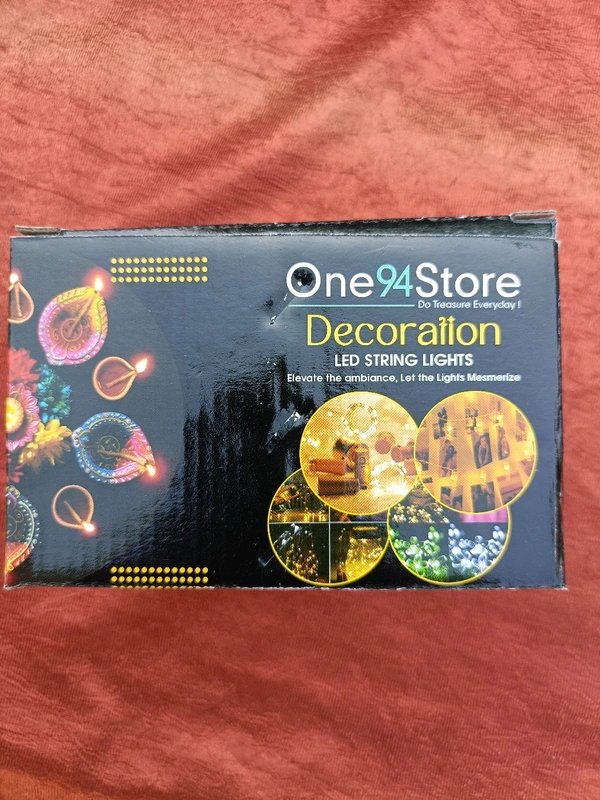 One94Store
Do Treasure Everyday !
Decoration
LED STRING LIGHTS
Elevate the ambiance, Let the Lights Mesmerize